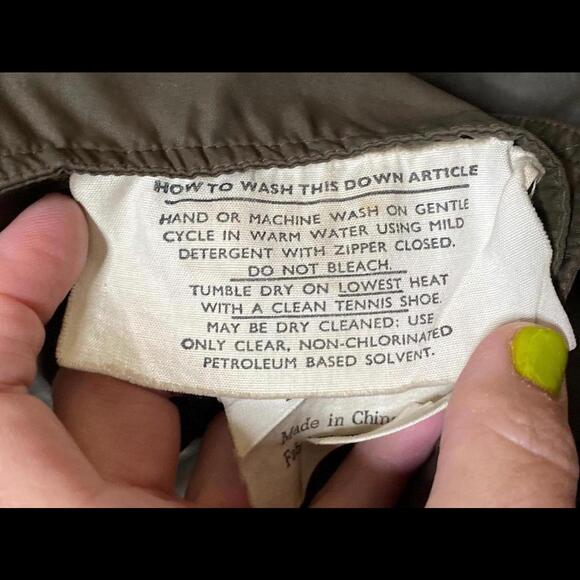 HOW TO WASH THIS DOWN ARTICLE
HAND OR MACHINE WASH ON GENTLE
CYCLE IN WARM WATER USING MILD
DETERGENT WITH ZIPPER CLOSED.
DO NOT BLEACH.
TUMBLE DRY ON LOWEST HEAT
WITH A CLEAN TENNIS SHOE.
MAY BE DRY CLEANED: USE
ONLY CLEAR, NON-CHLORINATED
PETROLEUM BASED SOLVENT.
Made in